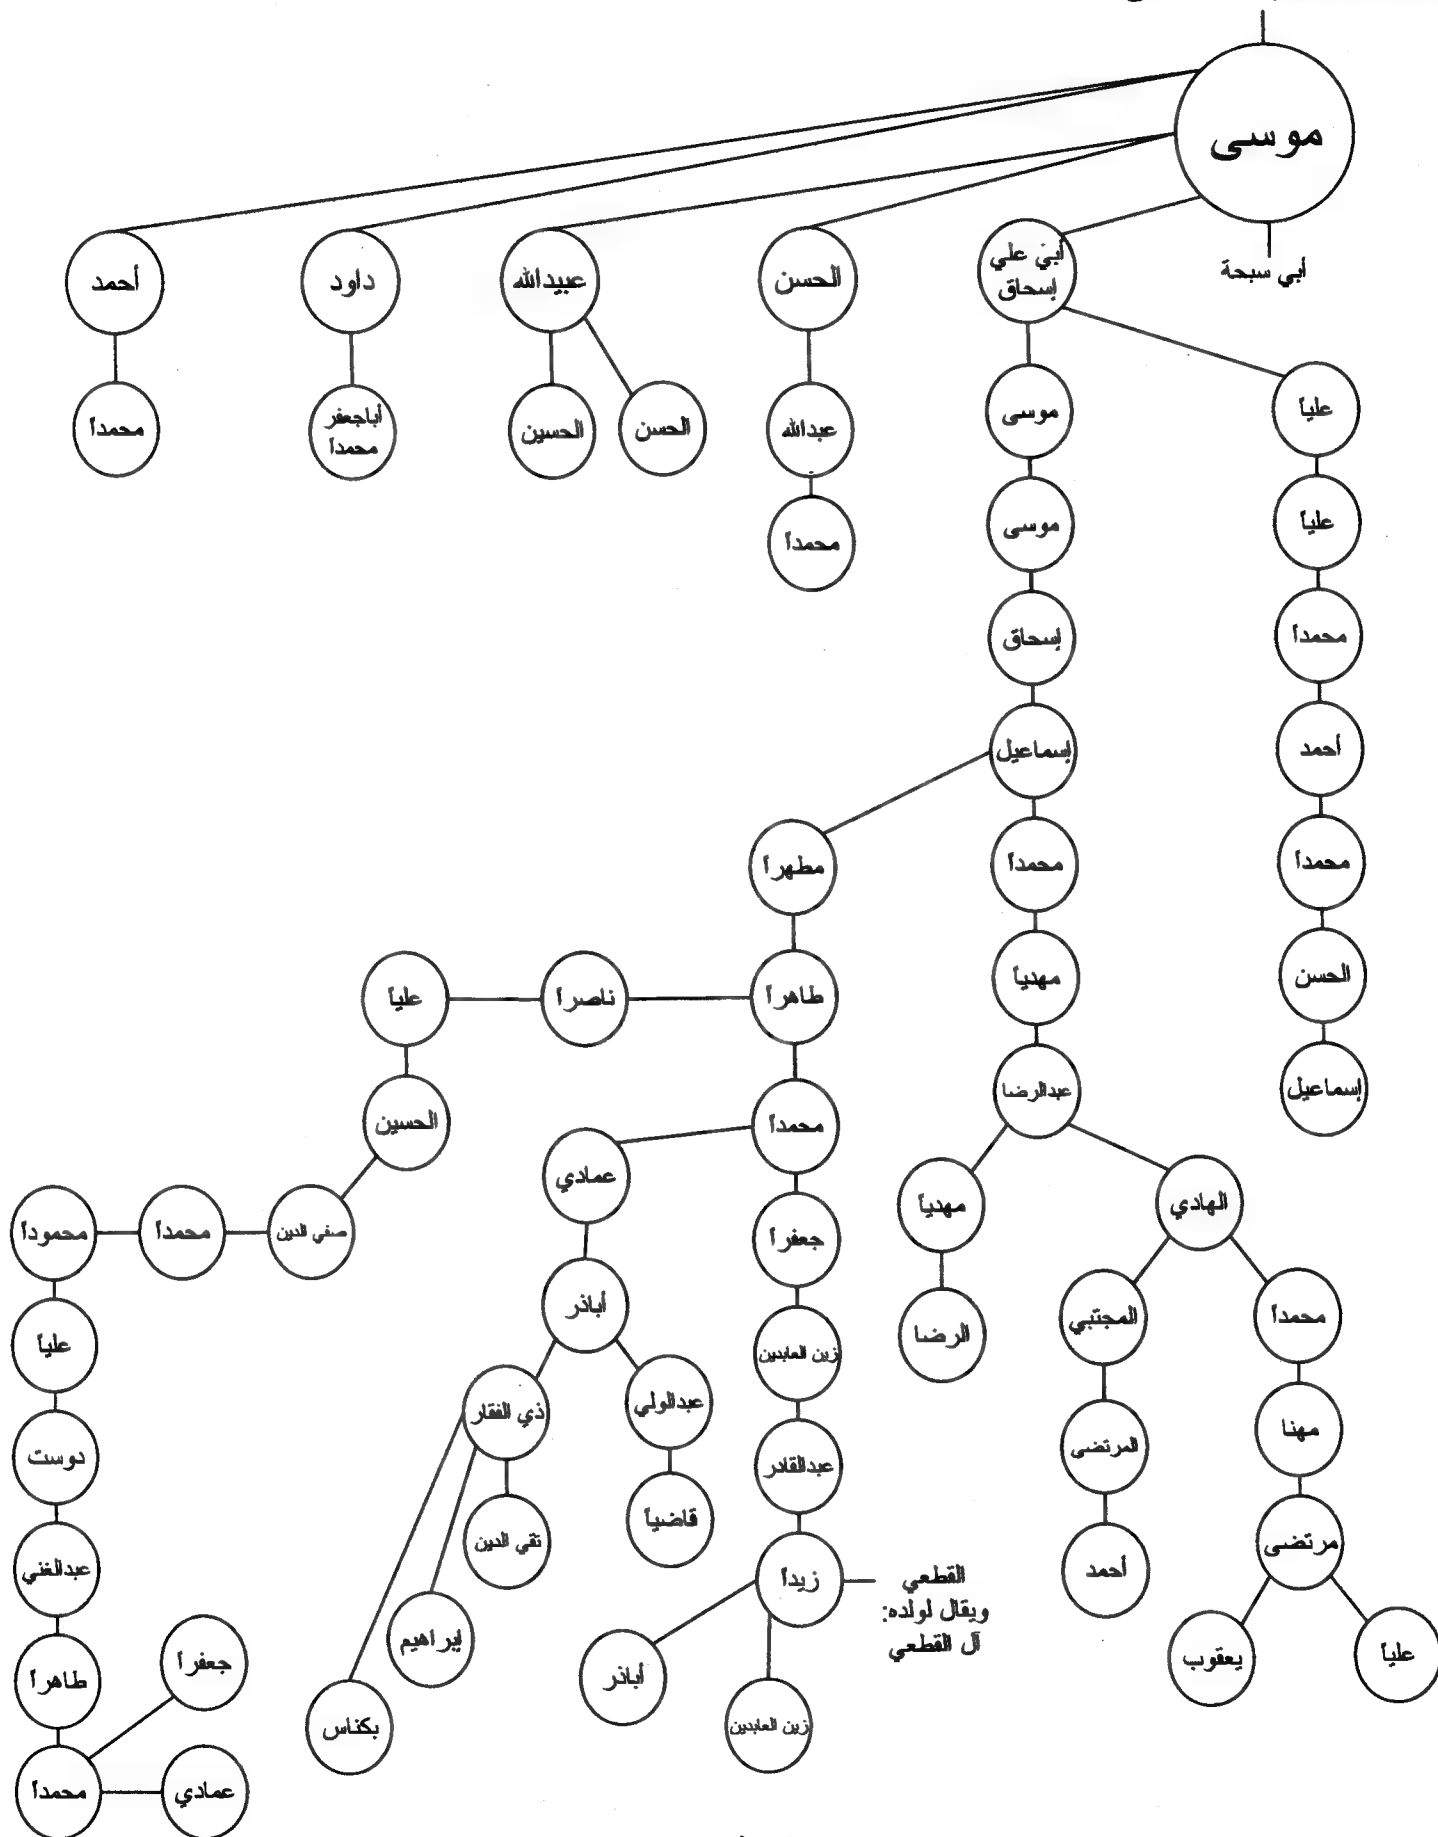 موسى
أبي سبحة
أبي علي
إسحاق
الحسن
عبيدالله
داود
أحمد
علياً
موسى
عبدالله
الحسن
الحسين
أباجعفر
محمداً
محمداً
علياً
موسى
محمداً
محمداً
إسحاق
أحمد
إسماعيل
محمداً
محمداً
مطهراً
الحسن
مهدياً
طاهراً
ناصراً
علياً
إسماعيل
عبدالرضا
محمداً
الحسين
الهادي
مهدياً
عمادي
جعفراً
صفي الدين
محمداً
محموداً
محمداً
المجتبي
الرضا
أباذر
زين العابدين
علياً
مهنا
المرتضى
عبدالولي
ذي الفقار
عبدالقادر
دوست
مرتضى
أحمد
قاضياً
تقي الدين
زيداً
القطعي
ويقال لولده:
آل القطعي
عبدالغني
علياً
يعقوب
أباذر
زين العابدين
إبراهيم
بكتاس
جعفراً
طاهراً
عمادي
محمداً